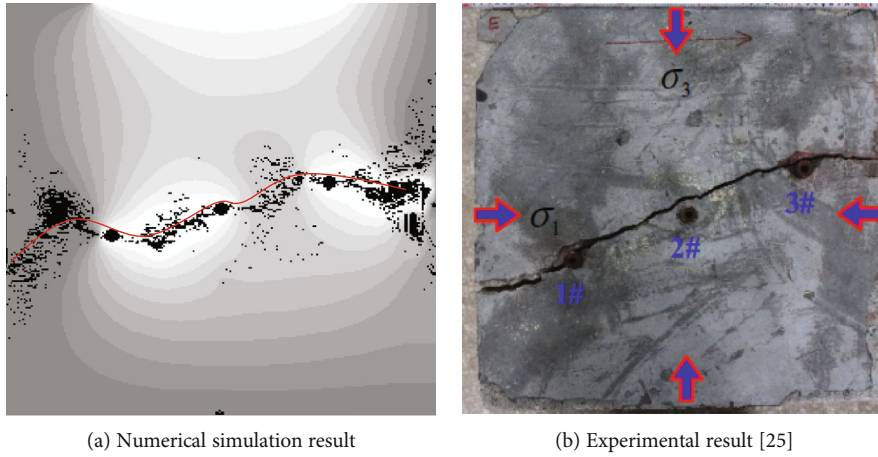 E
σ3
σ1
3#
2#
1#
(a) Numerical simulation result
(b) Experimental result [25]